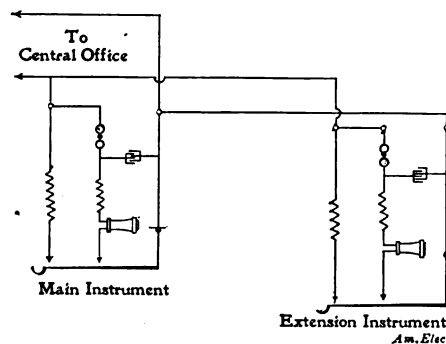 To
Central Office
Main Instrument
Extension Instrument
Am. Elec